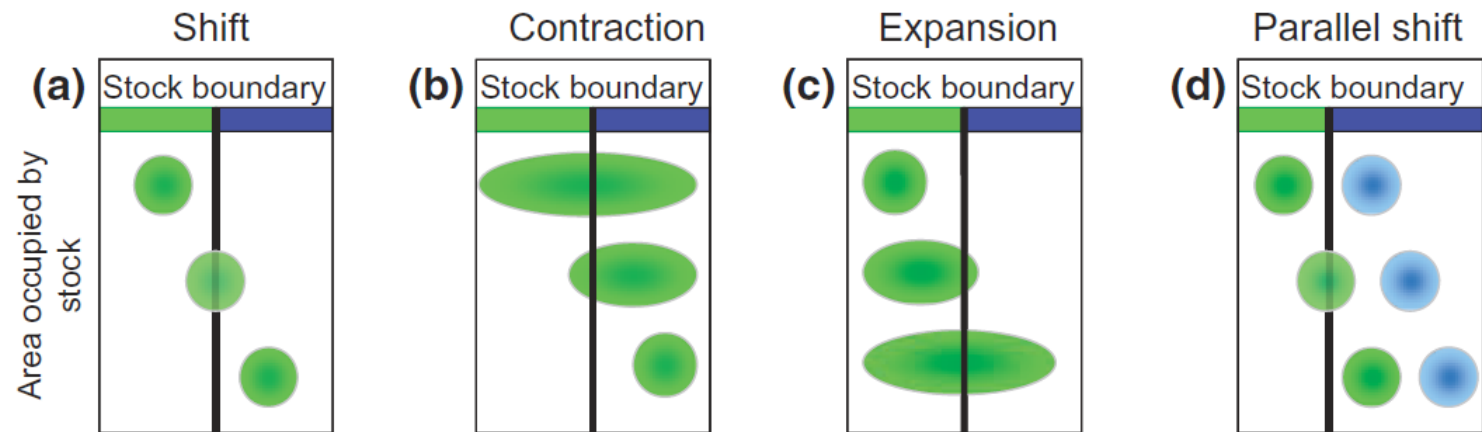 Shift
Contraction
Expansion
Parallel shift
(a)
Stock boundary
(b)
Stock boundary
(c)
Stock boundary
(d)
Stock boundary
Area occupied by
stock